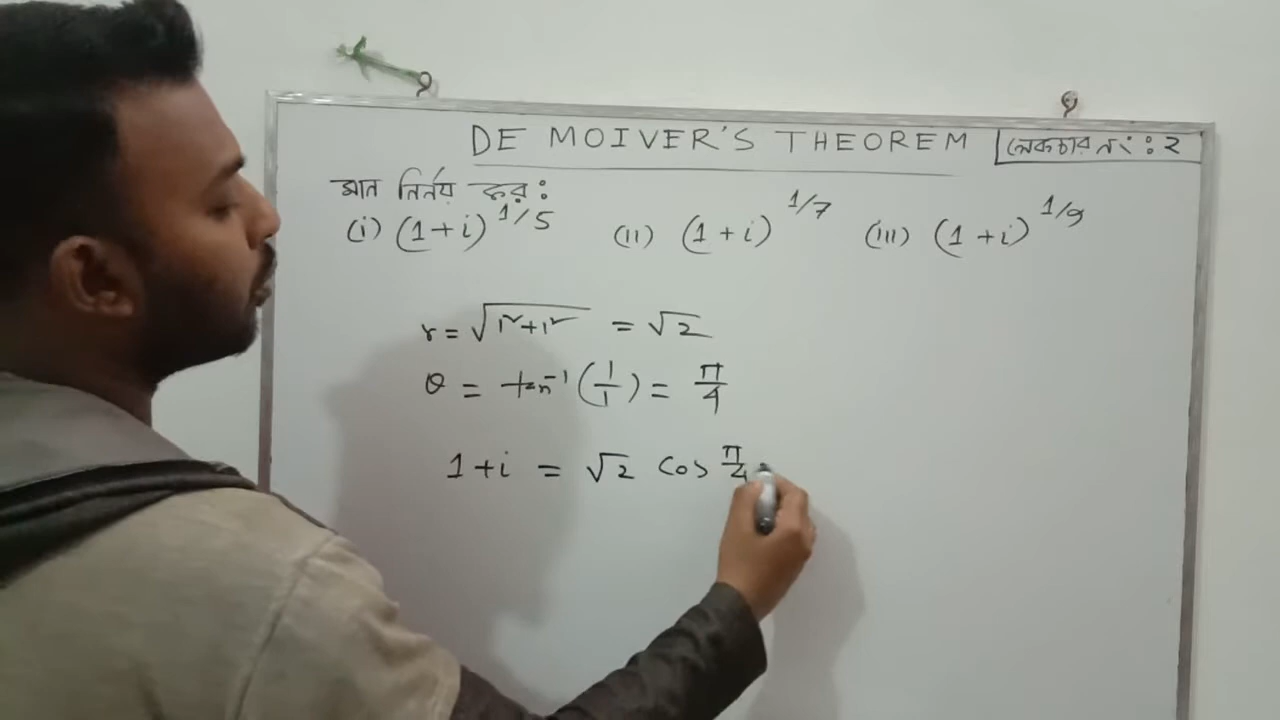 DE MOIVER'S THEOREM
লেকচার নং : ২
মান নির্নয় কর :
(i) (1+i)^1/5 (ii) (1+i)^1/7 (iii) (1+i)^1/9
r = √1²+1² = √2
θ = tan⁻¹ (1/1) = π/4
1+i = √2 cos π/4